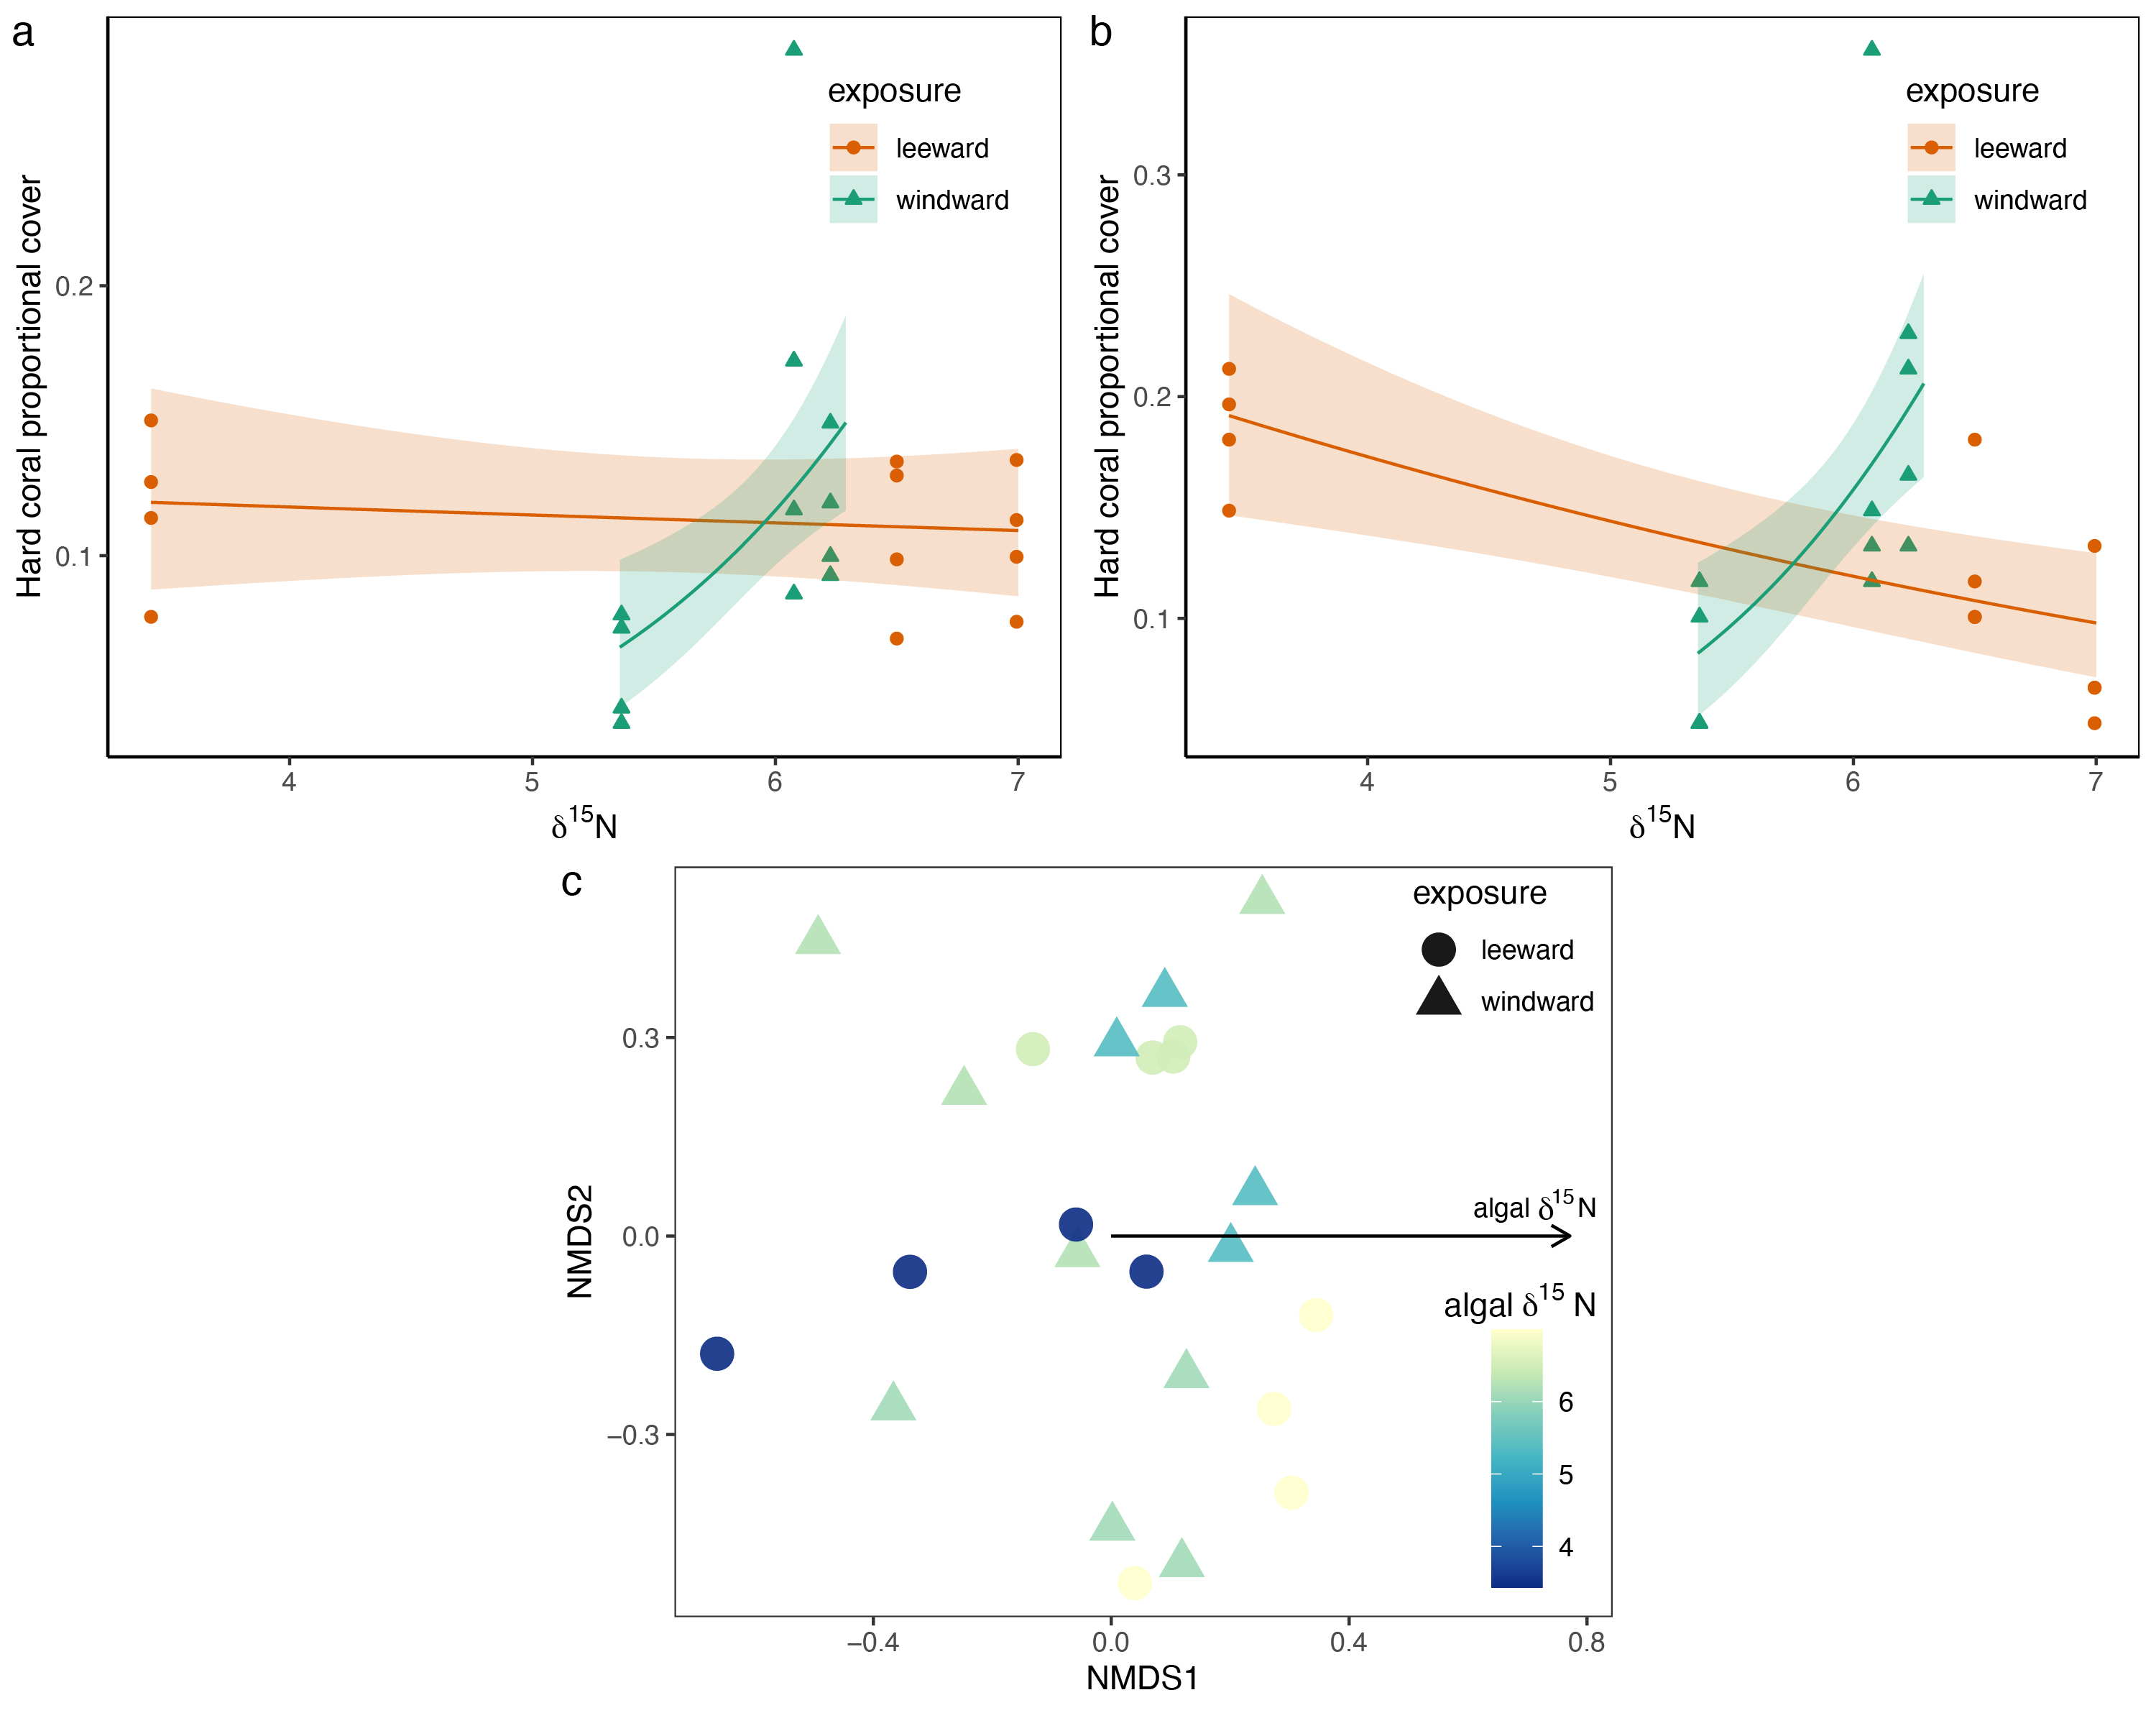 a
exposure
leeward
windward
Hard coral proportional cover
0.2
0.1
4 5 6 7
δ¹⁵N
b
exposure
leeward
windward
Hard coral proportional cover
0.3
0.2
0.1
4 5 6 7
δ¹⁵N
c
exposure
leeward
windward
NMDS2
0.3
0.0
−0.3
algal δ¹⁵N
algal δ¹⁵ N
6
5
4
−0.4 0.0 0.4 0.8
NMDS1